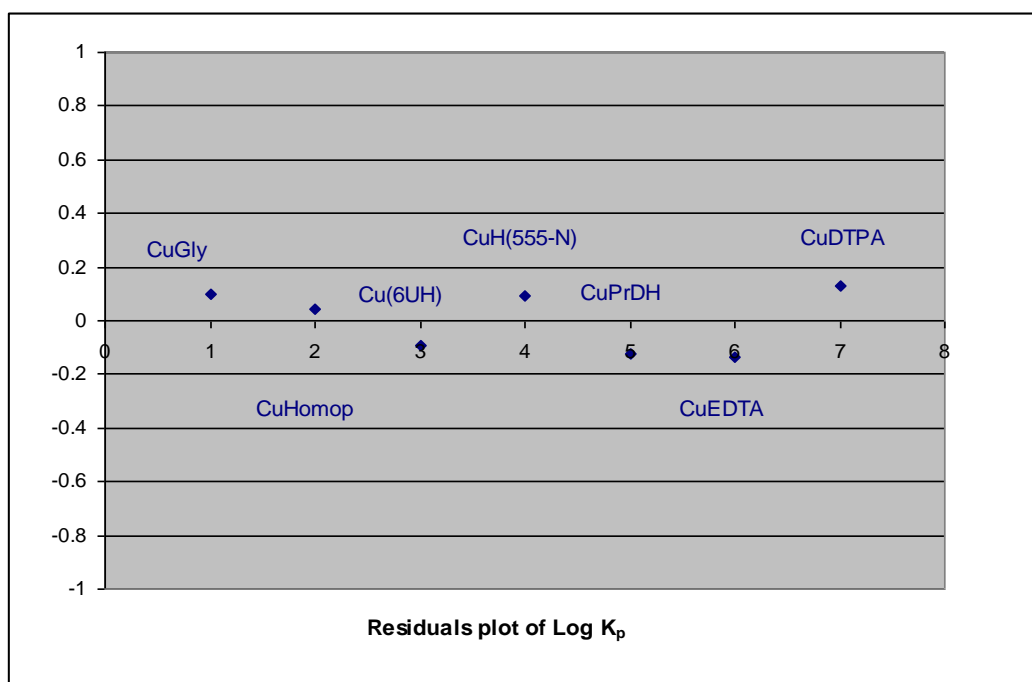 1
0.8
0.6
0.4
CuH(555-N) CuDTPA
CuGly
0.2
Cu(6UH) CuPrDH
0
0 1 2 3 4 5 6 7 8
-0.2
CuHomop CuEDTA
-0.4
-0.6
-0.8
-1
Residuals plot of Log Kp